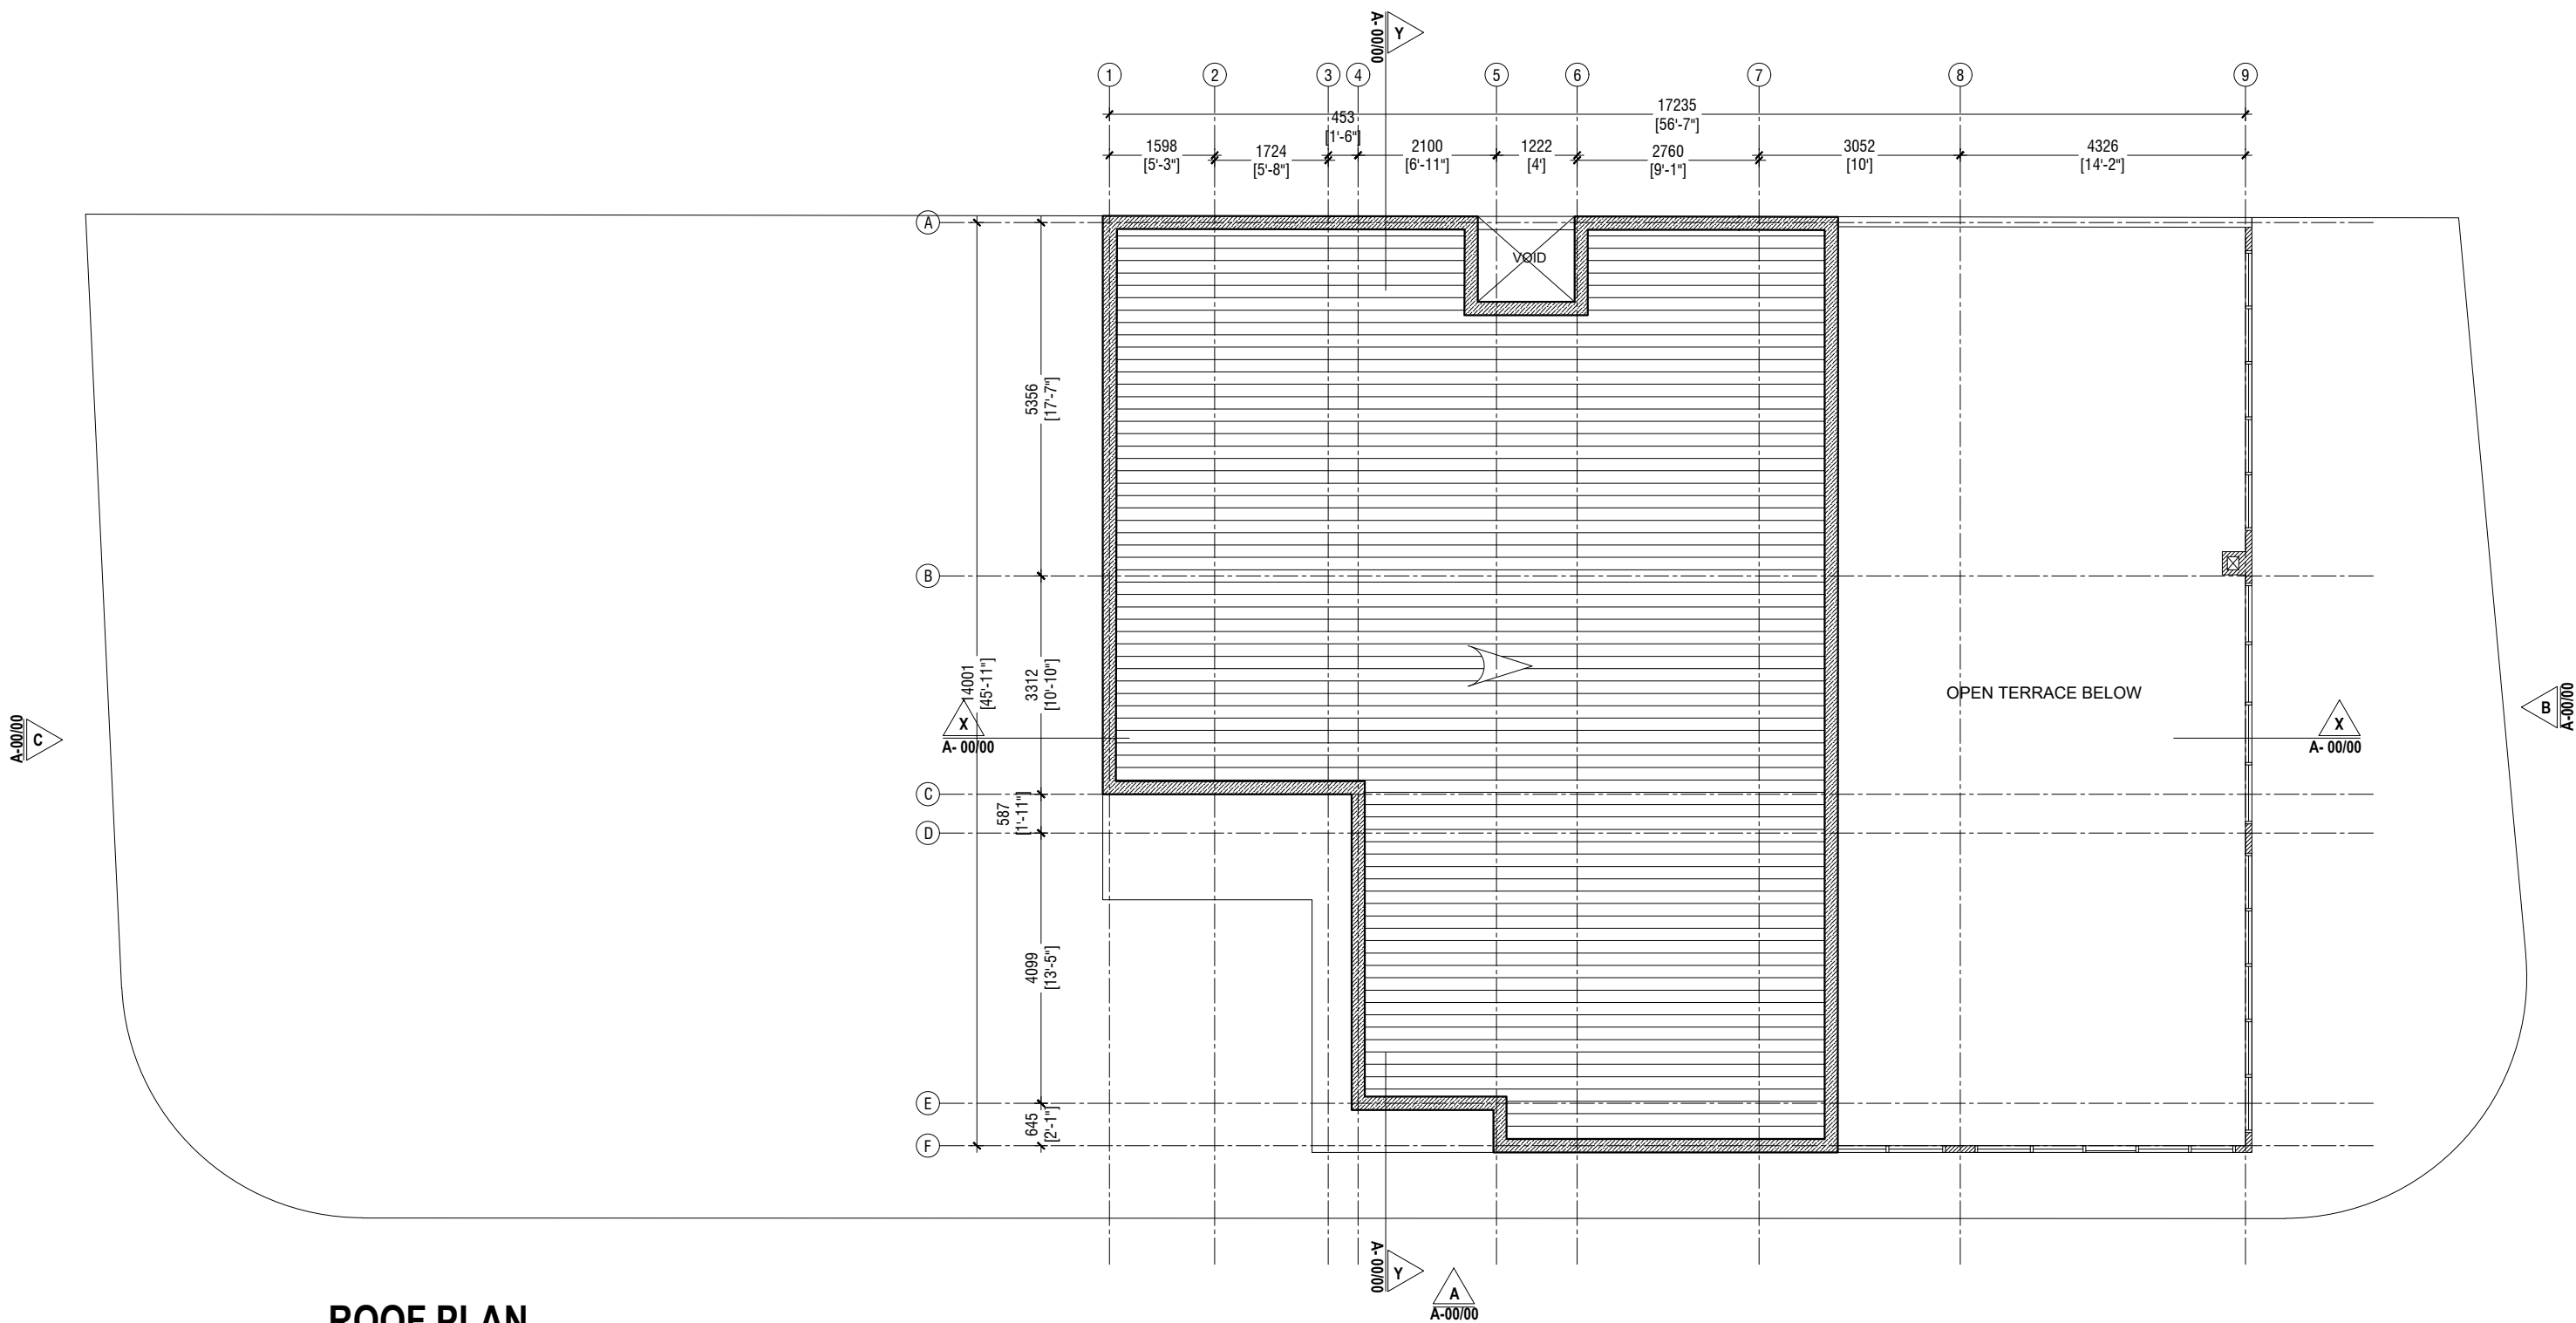 A- 00/00
Y
1
2
3
4
5
6
7
8
9
17235
[56'-7"]
453
[1'-6"]
1598
[5'-3"]
1724
[5'-8"]
2100
[6'-11"]
1222
[4']
2760
[9'-1"]
3052
[10']
4326
[14'-2"]
A
VOID
5356
[17'-7"]
B
14001
[45'-11"]
3312
[10'-10"]
OPEN TERRACE BELOW
A-00/00
C
X
A- 00/00
X
A- 00/00
B
A-00/00
C
587
[1'-11"]
D
4099
[13'-5"]
E
645
[2'-1"]
F
A- 00/00
Y
A
A-00/00
ROOF PLAN